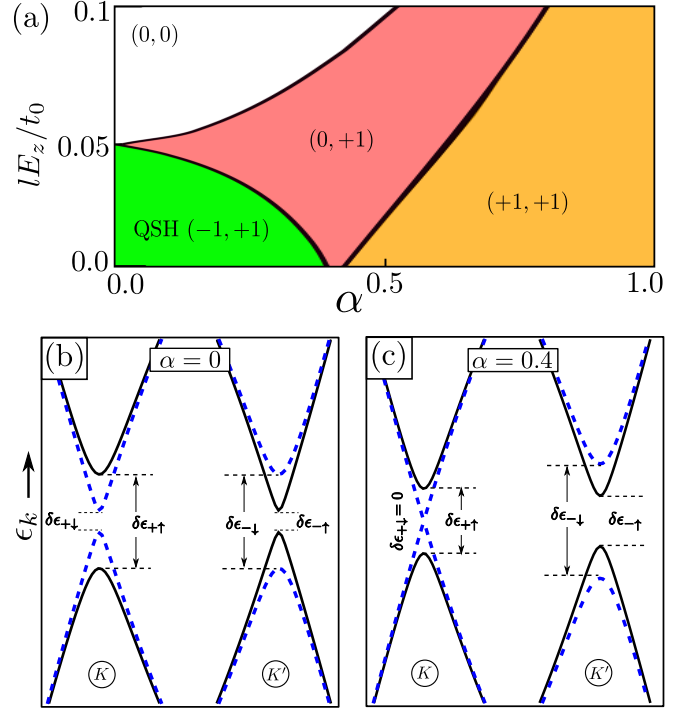 (a)
0.1
(0, 0)
lE_z/t_0
0.05
(0, +1)
(+1, +1)
QSH (−1, +1)
0.0
0.0
0.5
1.0
α
(b)
α = 0
(c)
α = 0.4
ϵ_k
δϵ_{+↓}
δϵ_{+↑}
δϵ_{−↓}
δϵ_{−↑}
K
K′
δϵ_{+↓} = 0
δϵ_{+↑}
δϵ_{−↓}
δϵ_{−↑}
K
K′